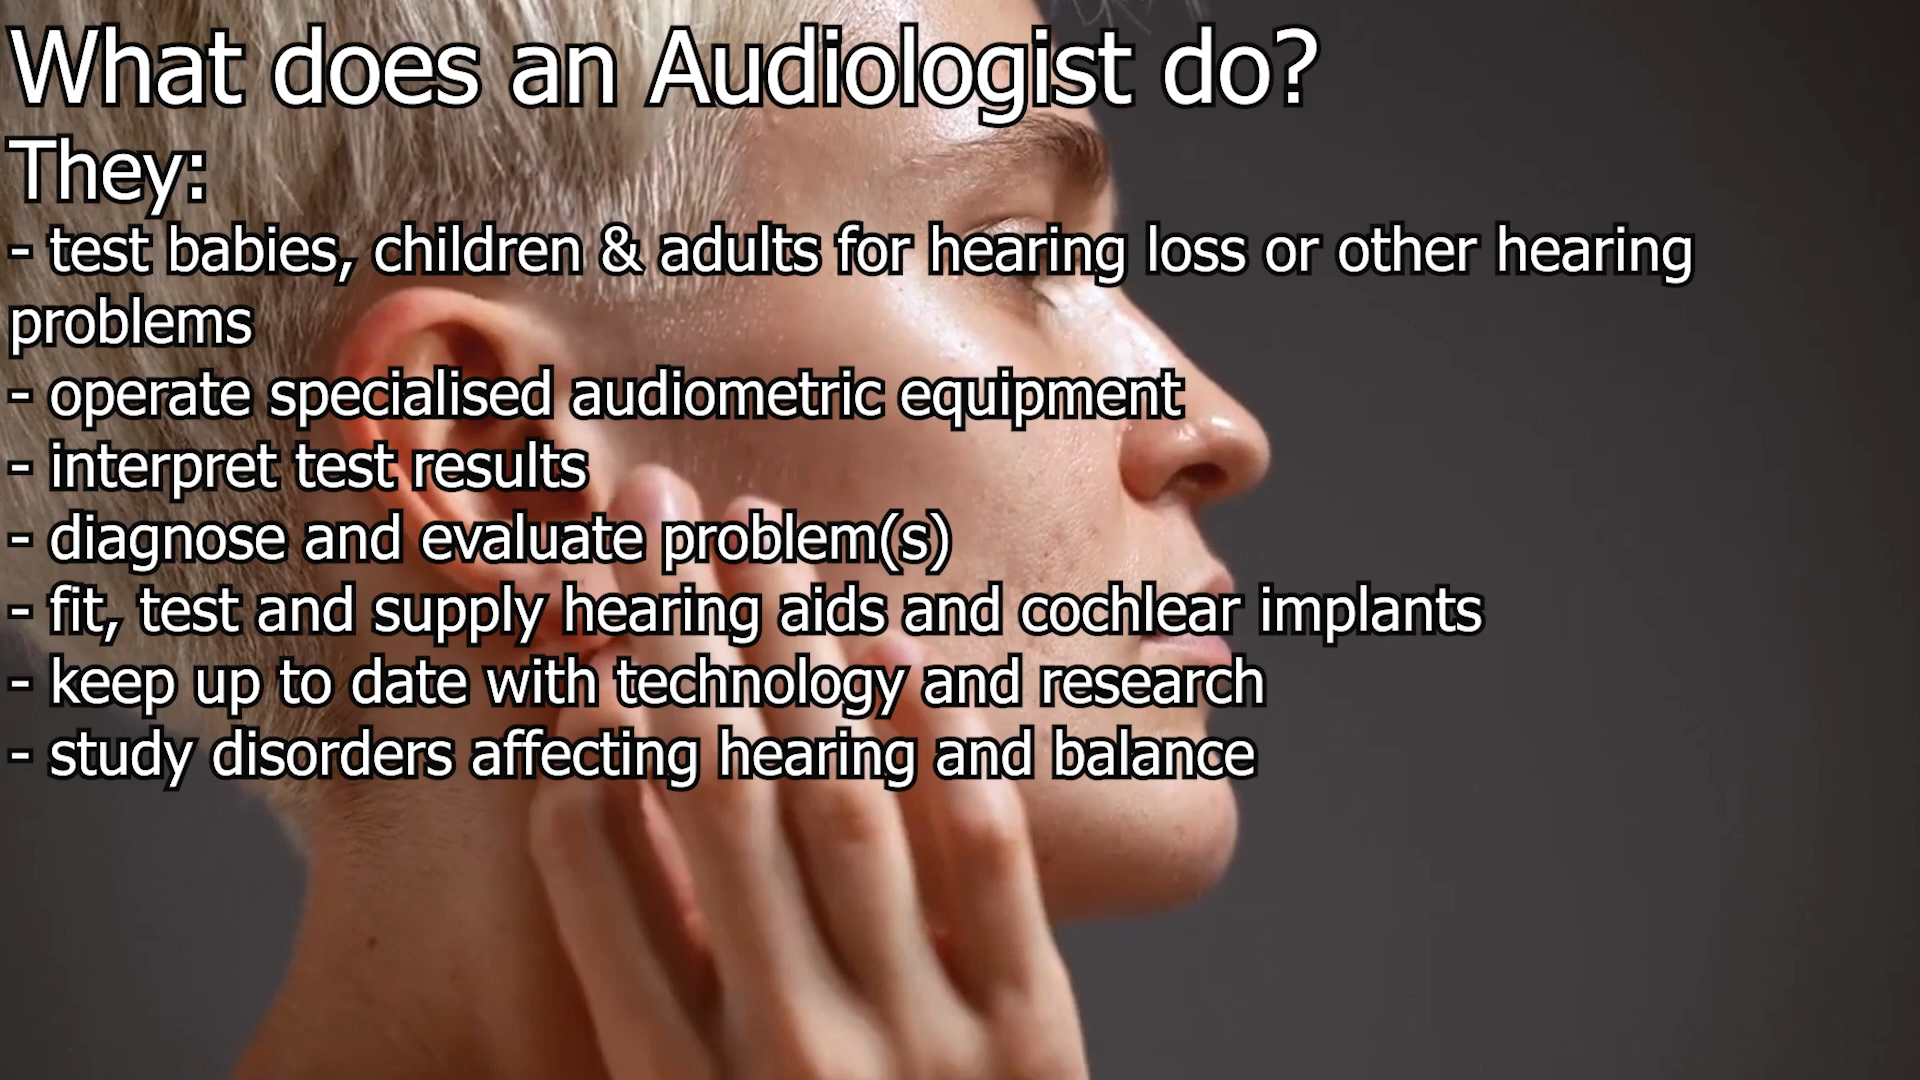 What does an Audiologist do?
They:
- test babies, children & adults for hearing loss or other hearing
problems
- operate specialised audiometric equipment
- interpret test results
- diagnose and evaluate problem(s)
- fit, test and supply hearing aids and cochlear implants
- keep up to date with technology and research
- study disorders affecting hearing and balance